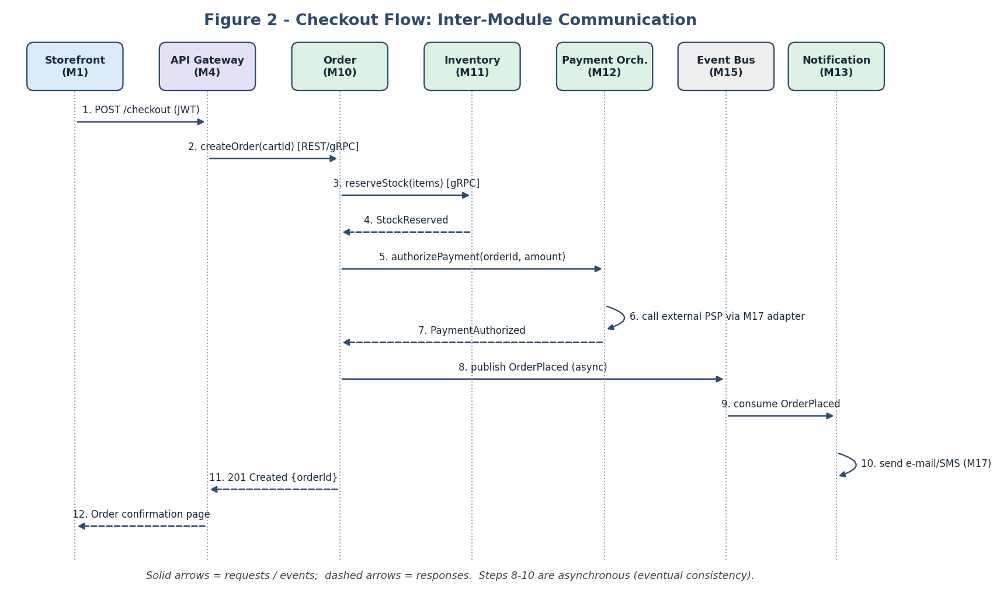 Figure 2 - Checkout Flow: Inter-Module Communication
Storefront
(M1)
API Gateway
(M4)
Order
(M10)
Inventory
(M11)
Payment Orch.
(M12)
Event Bus
(M15)
Notification
(M13)
1. POST /checkout (JWT)
2. createOrder(cartId) [REST/gRPC]
3. reserveStock(items) [gRPC]
4. StockReserved
5. authorizePayment(orderId, amount)
6. call external PSP via M17 adapter
7. PaymentAuthorized
8. publish OrderPlaced (async)
9. consume OrderPlaced
10. send e-mail/SMS (M17)
11. 201 Created {orderId}
12. Order confirmation page
Solid arrows = requests / events;  dashed arrows = responses.  Steps 8-10 are asynchronous (eventual consistency).